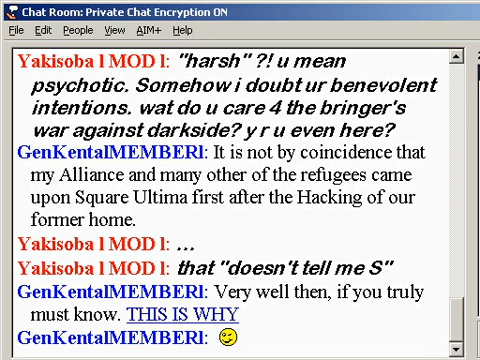 Chat Room: Private Chat Encryption ON
File Edit People View AIM+ Help
Yakisoba l MOD l: "harsh" ?! u mean
psychotic. Somehow i doubt ur benevolent
intentions. wat do u care 4 the bringer's
war against darkside? y r u even here?
GenKentalMEMBERl: It is not by coincidence that
my Alliance and many other of the refugees came
upon Square Ultima first after the Hacking of our
former home.
Yakisoba l MOD l: ...
Yakisoba l MOD l: that "doesn't tell me S"
GenKentalMEMBERl: Very well then, if you truly
must know. THIS IS WHY
GenKentalMEMBERl: